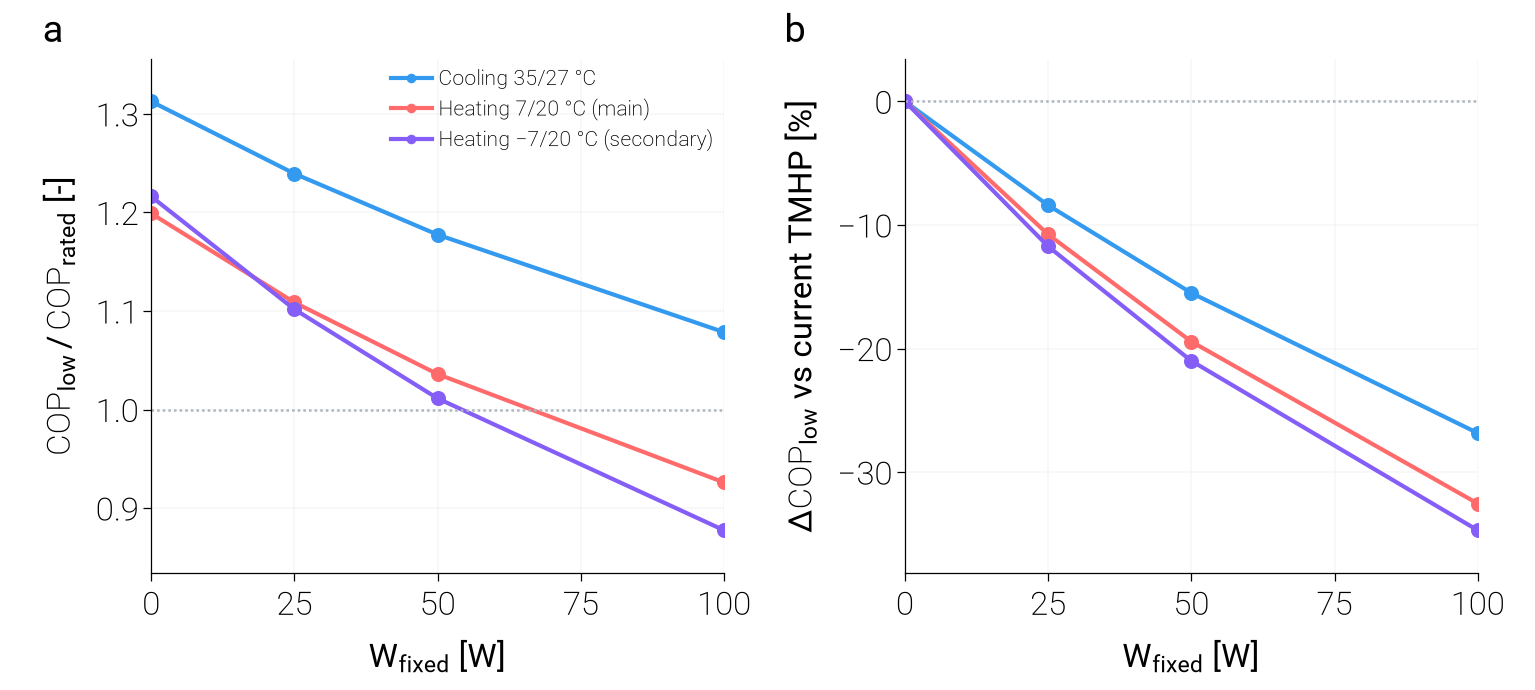 a
COPlow / COPrated [-]
1.3
1.2
1.1
1.0
0.9
Cooling 35/27 °C
Heating 7/20 °C (main)
Heating −7/20 °C (secondary)
0 25 50 75 100
Wfixed [W]
b
ΔCOPlow vs current TMHP [%]
0
−10
−20
−30
0 25 50 75 100
Wfixed [W]